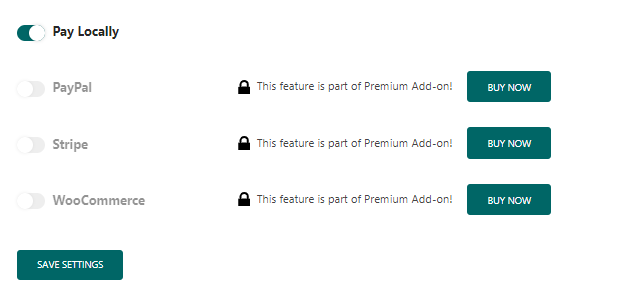 Pay Locally
PayPal This feature is part of Premium Add-on! BUY NOW
Stripe This feature is part of Premium Add-on! BUY NOW
WooCommerce This feature is part of Premium Add-on! BUY NOW
SAVE SETTINGS